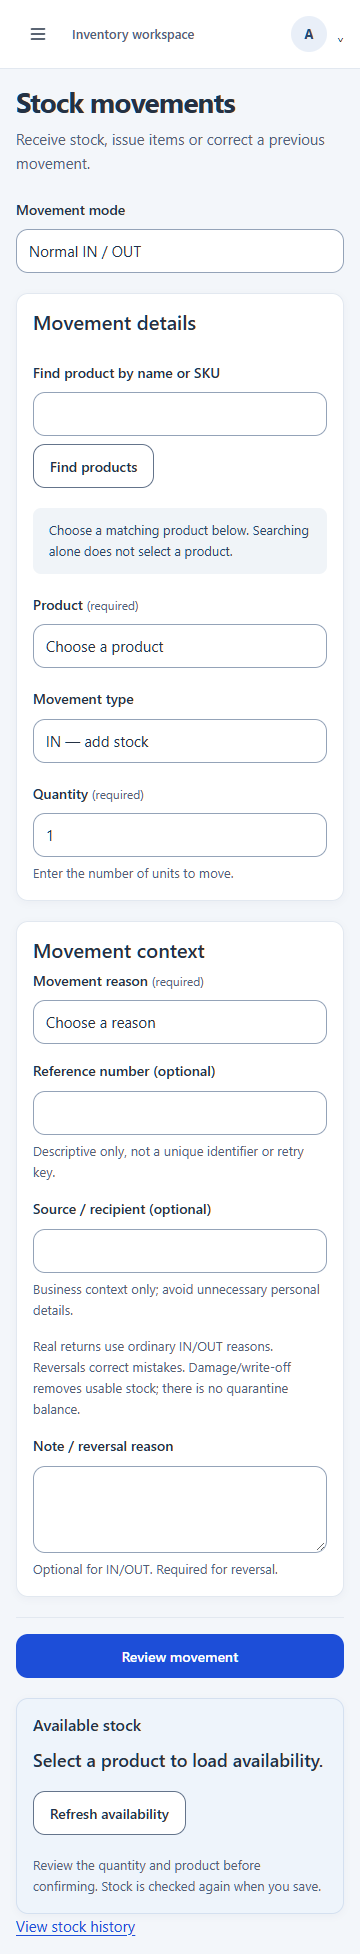 Inventory workspace
A
Stock movements
Receive stock, issue items or correct a previous
movement.
Movement mode
Normal IN / OUT
Movement details
Find product by name or SKU
Find products
Choose a matching product below. Searching
alone does not select a product.
Product (required)
Choose a product
Movement type
IN — add stock
Quantity (required)
1
Enter the number of units to move.
Movement context
Movement reason (required)
Choose a reason
Reference number (optional)
Descriptive only, not a unique identifier or retry
key.
Source / recipient (optional)
Business context only; avoid unnecessary personal
details.
Real returns use ordinary IN/OUT reasons.
Reversals correct mistakes. Damage/write-off
removes usable stock; there is no quarantine
balance.
Note / reversal reason
Optional for IN/OUT. Required for reversal.
Review movement
Available stock
Select a product to load availability.
Refresh availability
Review the quantity and product before
confirming. Stock is checked again when you save.
View stock history